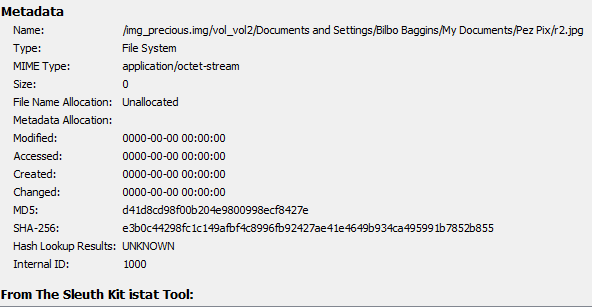 Metadata
Name: /img_precious.img/vol_vol2/Documents and Settings/Bilbo Baggins/My Documents/Pez Pix/r2.jpg
Type: File System
MIME Type: application/octet-stream
Size: 0
File Name Allocation: Unallocated
Metadata Allocation:
Modified: 0000-00-00 00:00:00
Accessed: 0000-00-00 00:00:00
Created: 0000-00-00 00:00:00
Changed: 0000-00-00 00:00:00
MD5: d41d8cd98f00b204e9800998ecf8427e
SHA-256: e3b0c44298fc1c149afbf4c8996fb92427ae41e4649b934ca495991b7852b855
Hash Lookup Results: UNKNOWN
Internal ID: 1000
From The Sleuth Kit istat Tool: